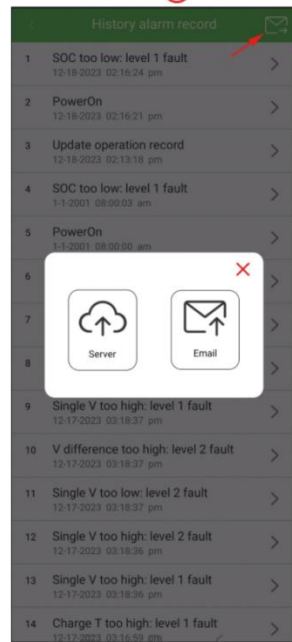 History alarm record
1 SOC too low: level 1 fault
12-18-2023 02:16:24 pm
2 PowerOn
12-18-2023 02:16:21 pm
3 Update operation record
12-18-2023 02:13:18 pm
4 SOC too low: level 1 fault
1-1-2001 08:00:03 am
5 PowerOn
1-1-2001 08:00:00 am
6
7
Server Email
8
9 Single V too high: level 1 fault
12-17-2023 03:18:37 pm
10 V difference too high: level 2 fault
12-17-2023 03:18:37 pm
11 Single V too low: level 2 fault
12-17-2023 03:18:37 pm
12 Single V too high: level 2 fault
12-17-2023 03:18:36 pm
13 Single V too high: level 1 fault
12-17-2023 03:18:36 pm
14 Charge T too high: level 1 fault
12-17-2023 03:16:59 pm